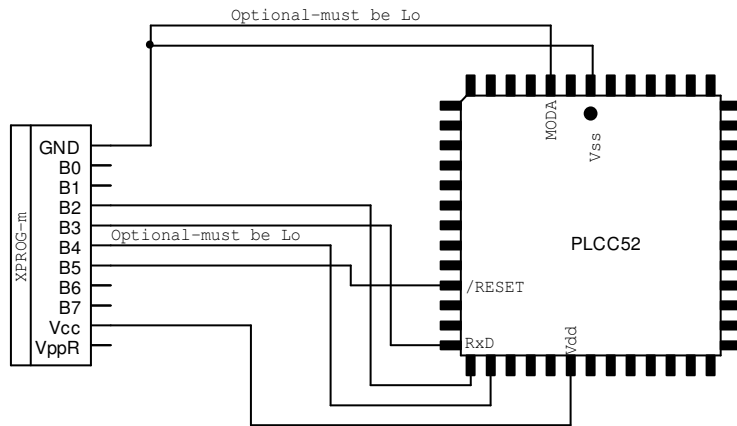 Optional-must be Lo
MODA
Vss
XPROG-m
GND
B0
B1
B2
B3
B4
B5
B6
B7
Vcc
VppR
Optional-must be Lo
PLCC52
/RESET
RxD
Vdd